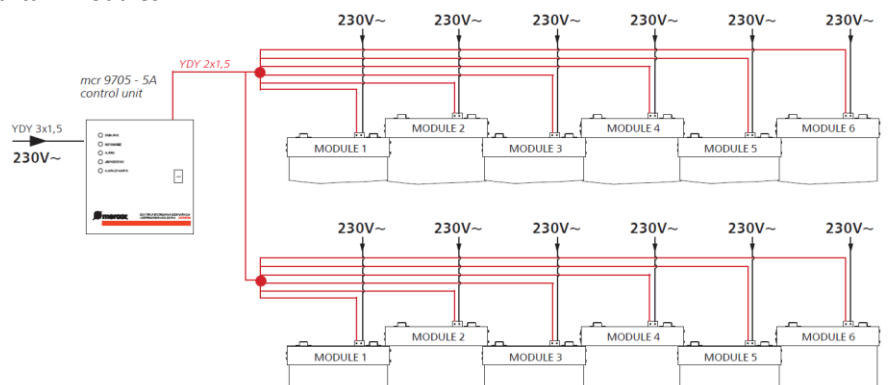 230V~ 230V~ 230V~ 230V~ 230V~ 230V~
YDY 2x1,5
mcr 9705 - 5A
control unit
YDY 3x1,5
230V~
MODULE 1 MODULE 2 MODULE 3 MODULE 4 MODULE 5 MODULE 6
mercor
230V~ 230V~ 230V~ 230V~ 230V~ 230V~
MODULE 1 MODULE 2 MODULE 3 MODULE 4 MODULE 5 MODULE 6